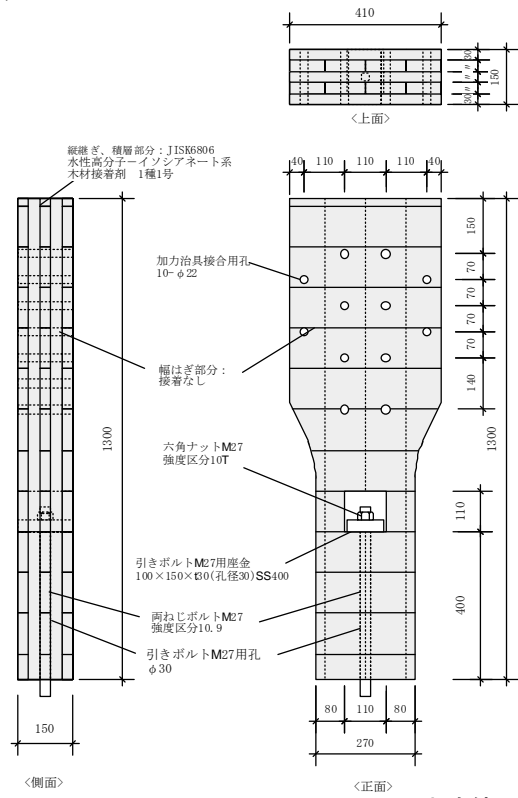 410
30
〃
〃
〃
30
150
<上面>
縦継ぎ、積層部分：JISK6806
水性高分子－イソシアネート系
木材接着剤　1種1号
40
110
110
110
40
加力治具接合用孔
10-φ22
150
70
70
70
70
140
幅はぎ部分：
接着なし
1300
1300
六角ナットM27
強度区分10T
110
引きボルトM27用座金
100×150×t30(孔径30)SS400
両ねじボルトM27
強度区分10.9
400
引きボルトM27用孔
φ30
80
110
80
150
270
<側面>
<正面>